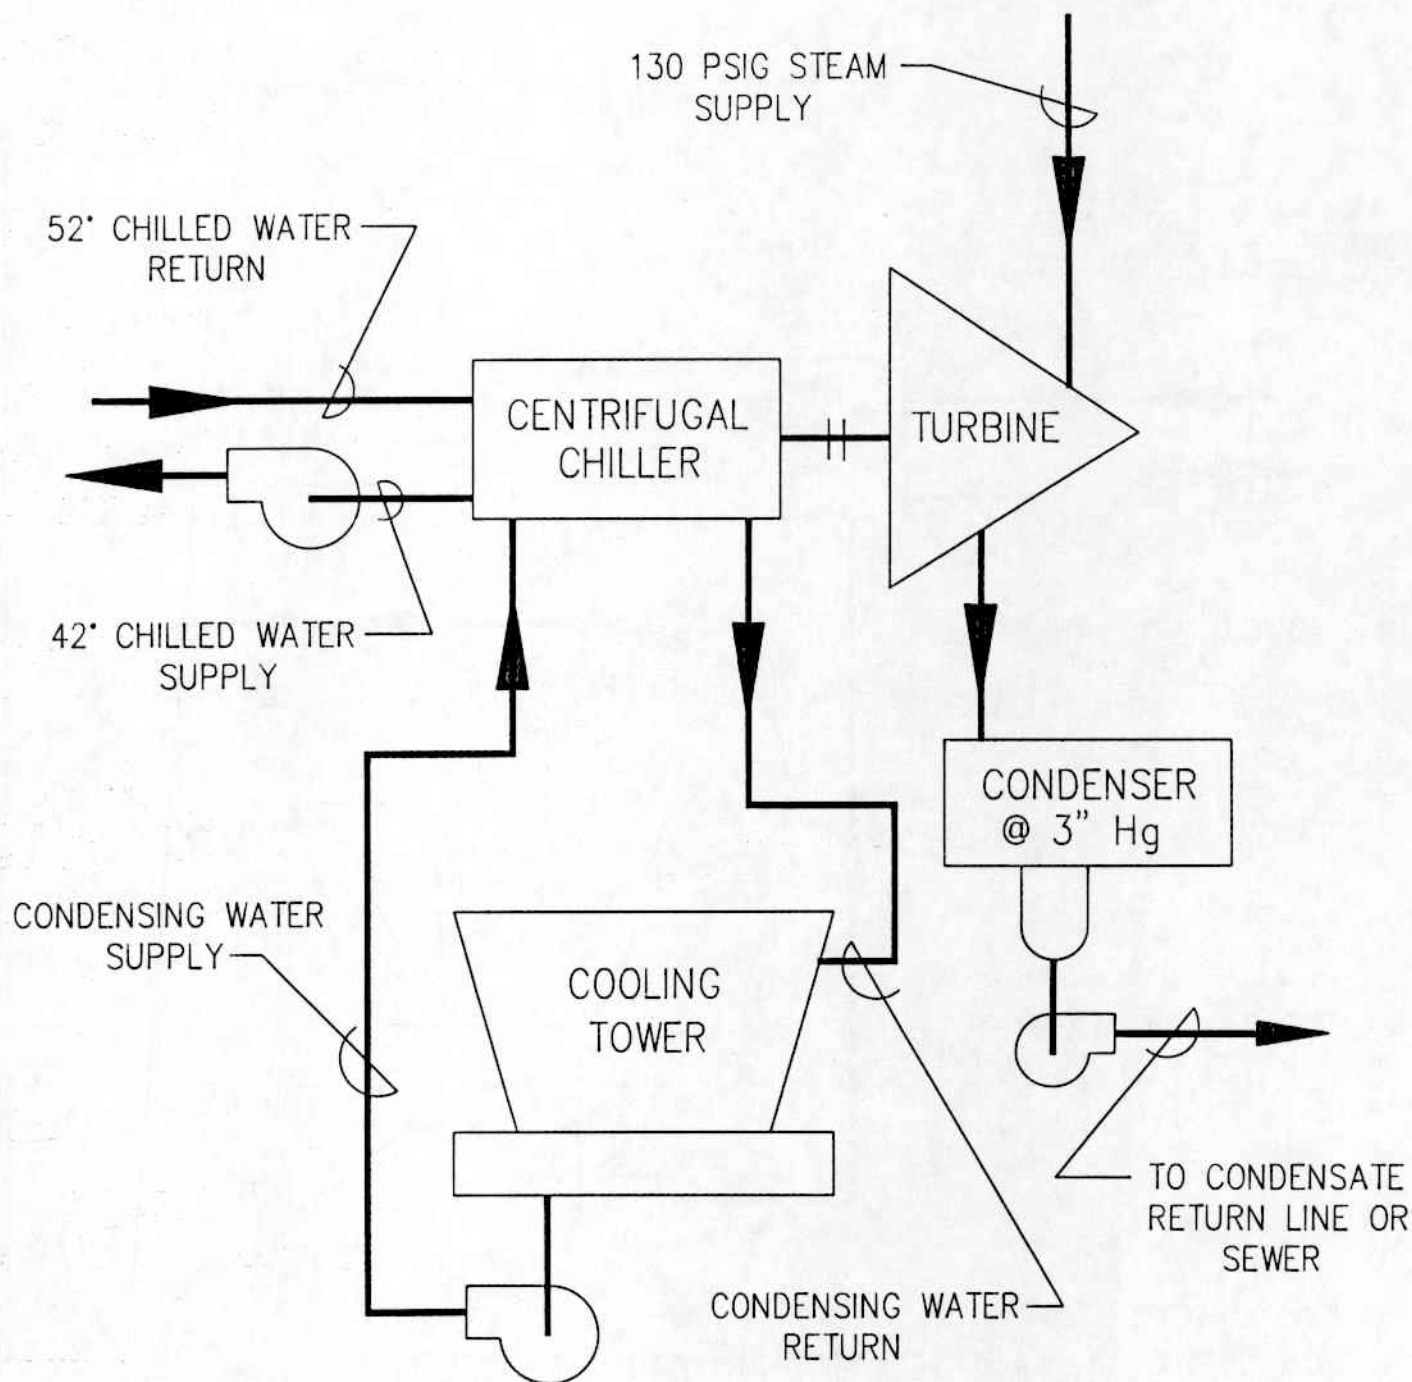 130 PSIG STEAM
SUPPLY
52° CHILLED WATER
RETURN
CENTRIFUGAL
CHILLER
TURBINE
42° CHILLED WATER
SUPPLY
CONDENSER
@ 3" Hg
CONDENSING WATER
SUPPLY
COOLING
TOWER
TO CONDENSATE
RETURN LINE OR
SEWER
CONDENSING WATER
RETURN